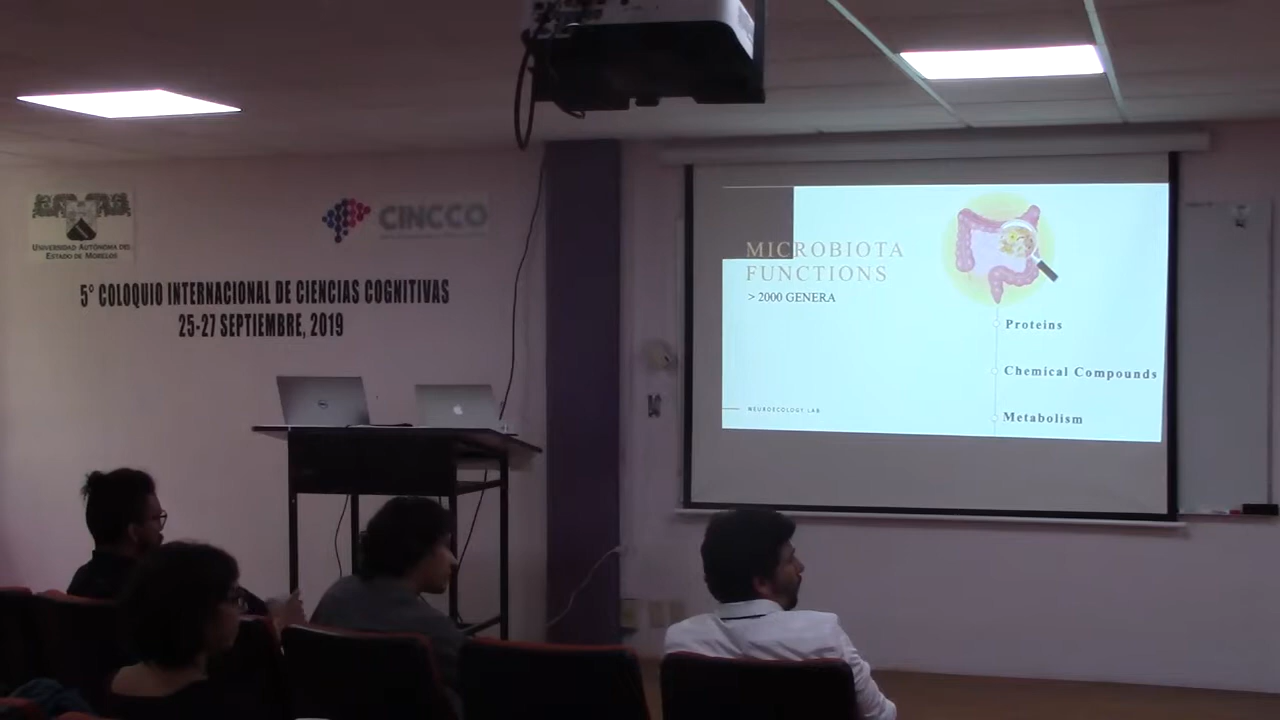 UNIVERSIDAD AUTÓNOMA DEL
ESTADO DE MORELOS
CINCCO
5° COLOQUIO INTERNACIONAL DE CIENCIAS COGNITIVAS
25-27 SEPTIEMBRE, 2019
DELL
MICROBIOTA
FUNCTIONS
> 2000 GENERA
Proteins
Chemical Compounds
Metabolism
NEUROECOLOGY LAB